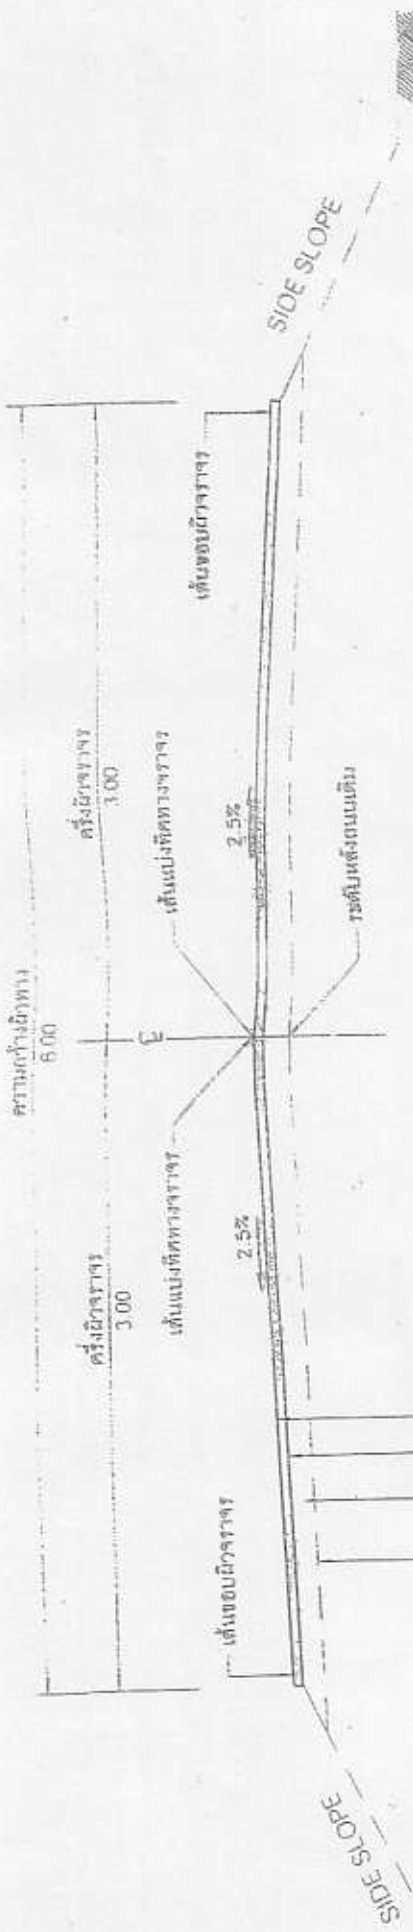 ความกว้างผิวทาง
6.00
ครึ่งผิวจราจร
3.00
ครึ่งผิวจราจร
3.00
เส้นขอบผิวจราจร
เส้นแบ่งทิศทางจราจร
เส้นแบ่งทิศทางจราจร
เส้นขอบผิวจราจร
2.5%
2.5%
SIDE SLOPE
SIDE SLOPE
ระดับหลังถนนเดิม